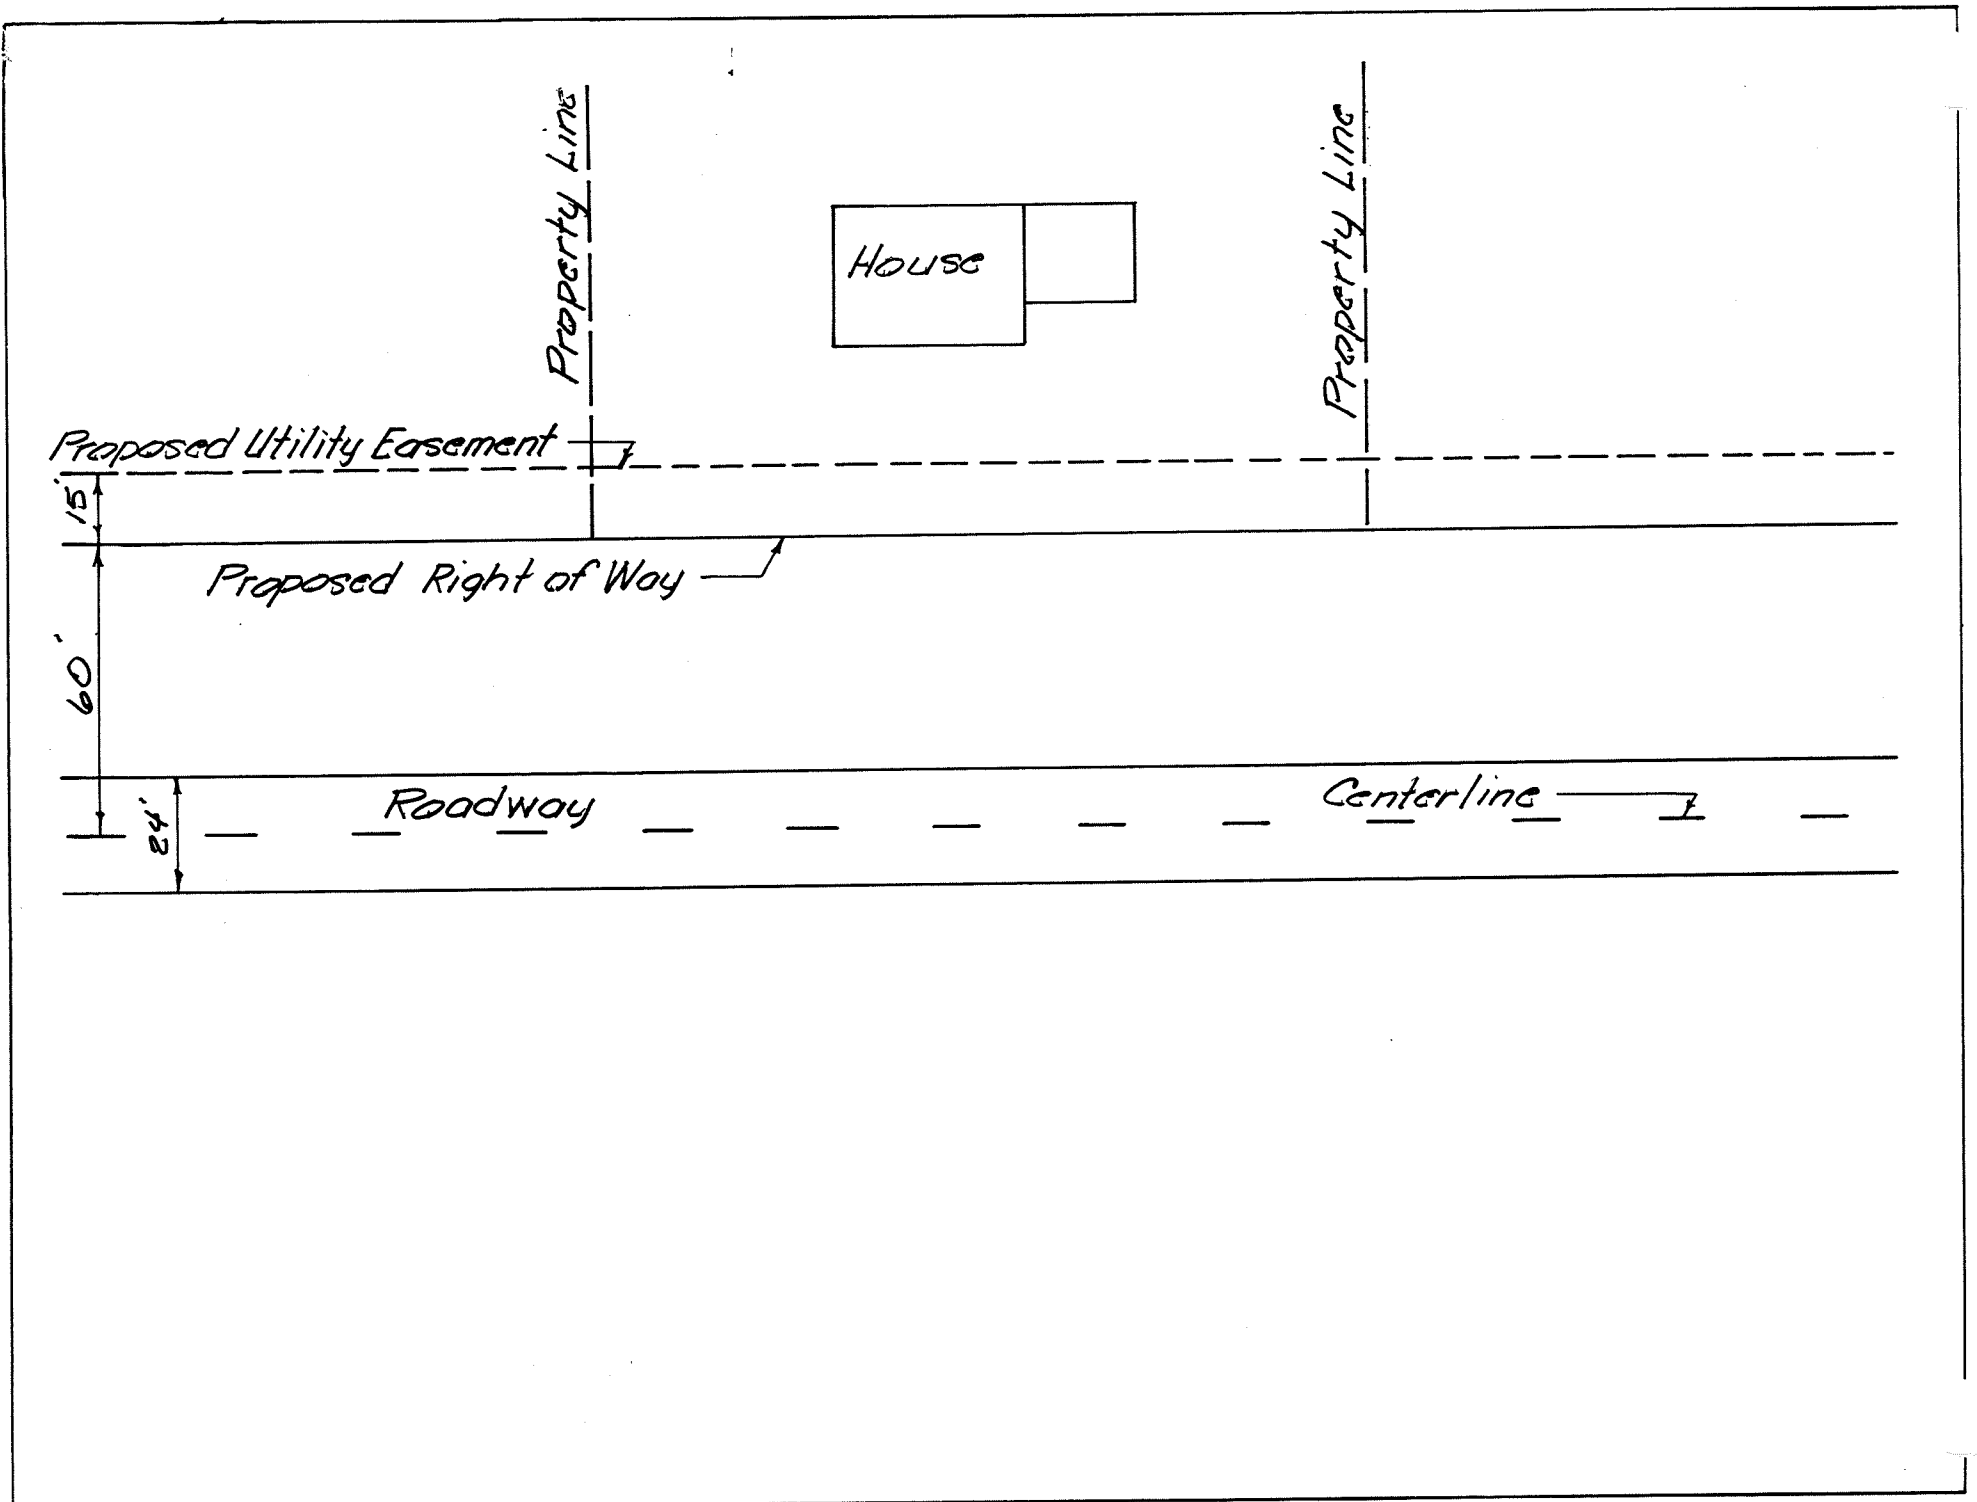 Property Line
Property Line
House
Proposed Utility Easement
15'
Proposed Right of Way
60'
Roadway
Centerline
24'